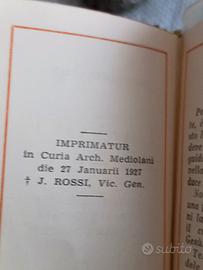 IMPRIMATUR
in Curia Arch. Mediolani
die 27 Januarii 1927
† J. ROSSI, Vic. Gen.
subito